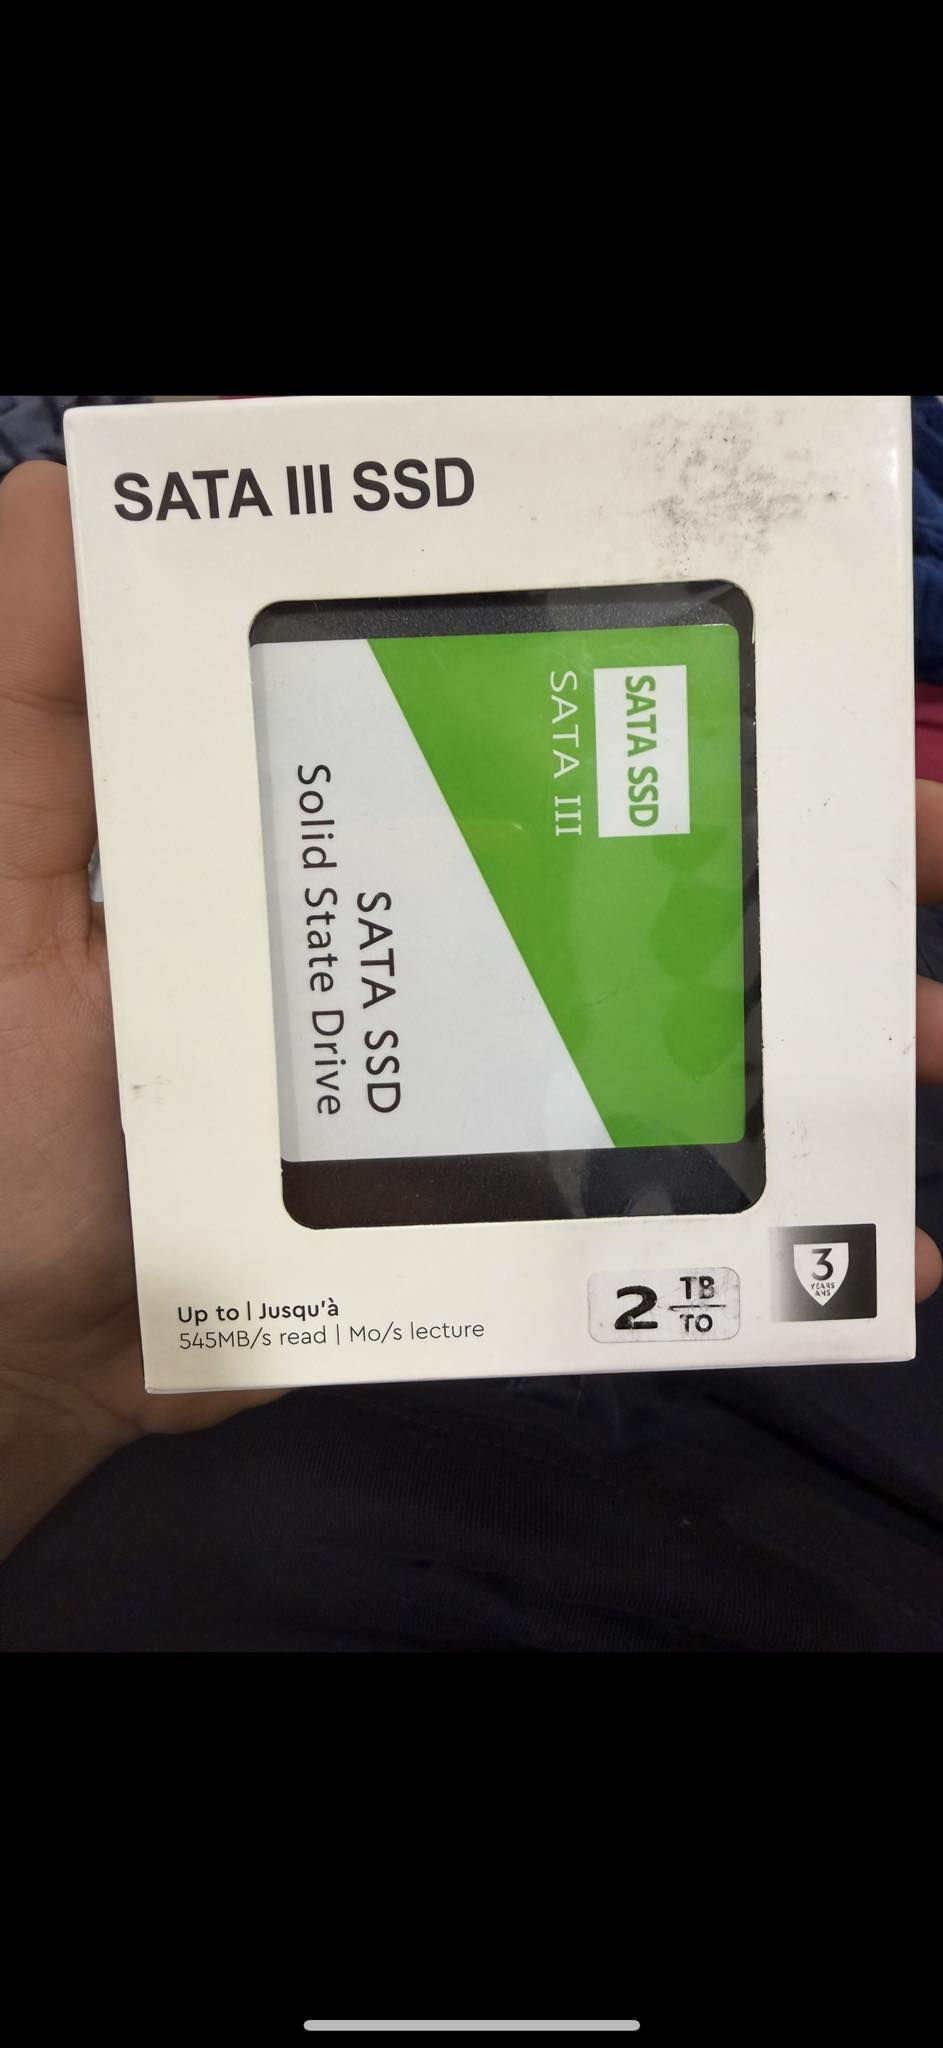 SATA III SSD
SATA SSD
SATA III
SATA SSD
Solid State Drive
Up to | Jusqu'à
545MB/s read | Mo/s lecture
2 TB
TO
3
YEARS
ANS